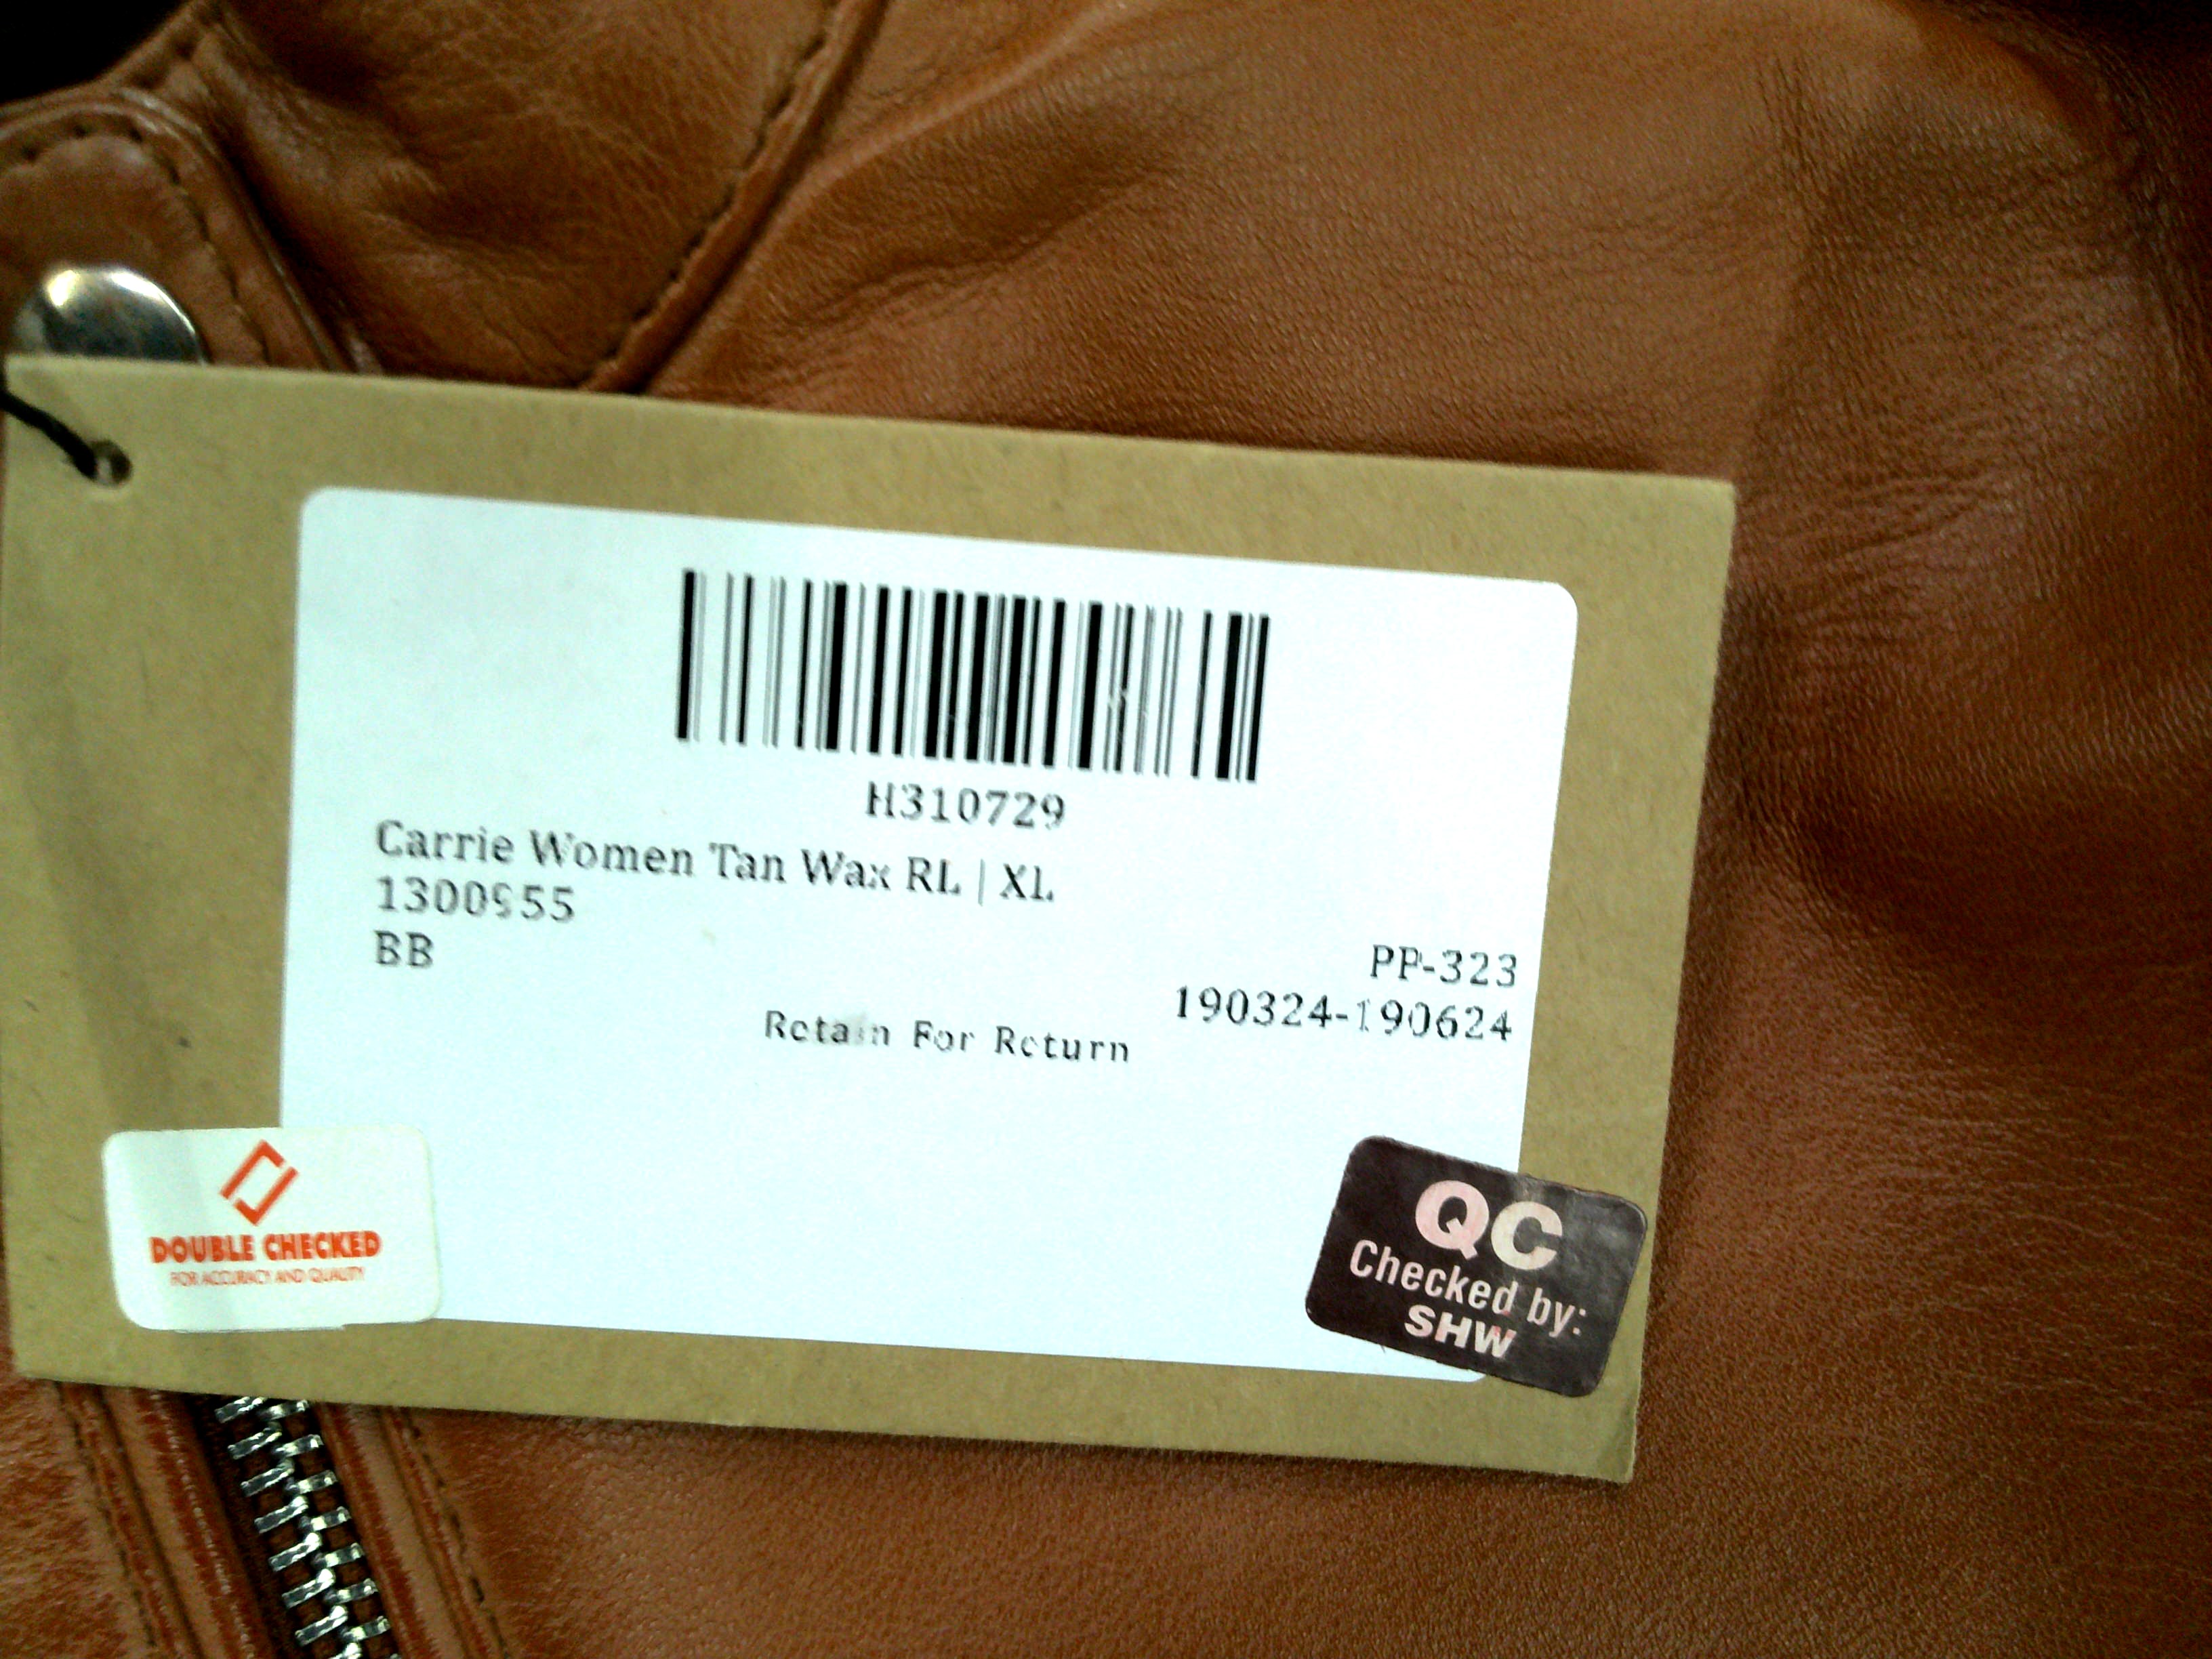 H310729
Carrie Women Tan Wax RL | XL
1300955
BB
PP-323
190324-190624
Retain For Return
DOUBLE CHECKED
FOR ACCURACY AND QUALITY
QC
Checked by:
SHW